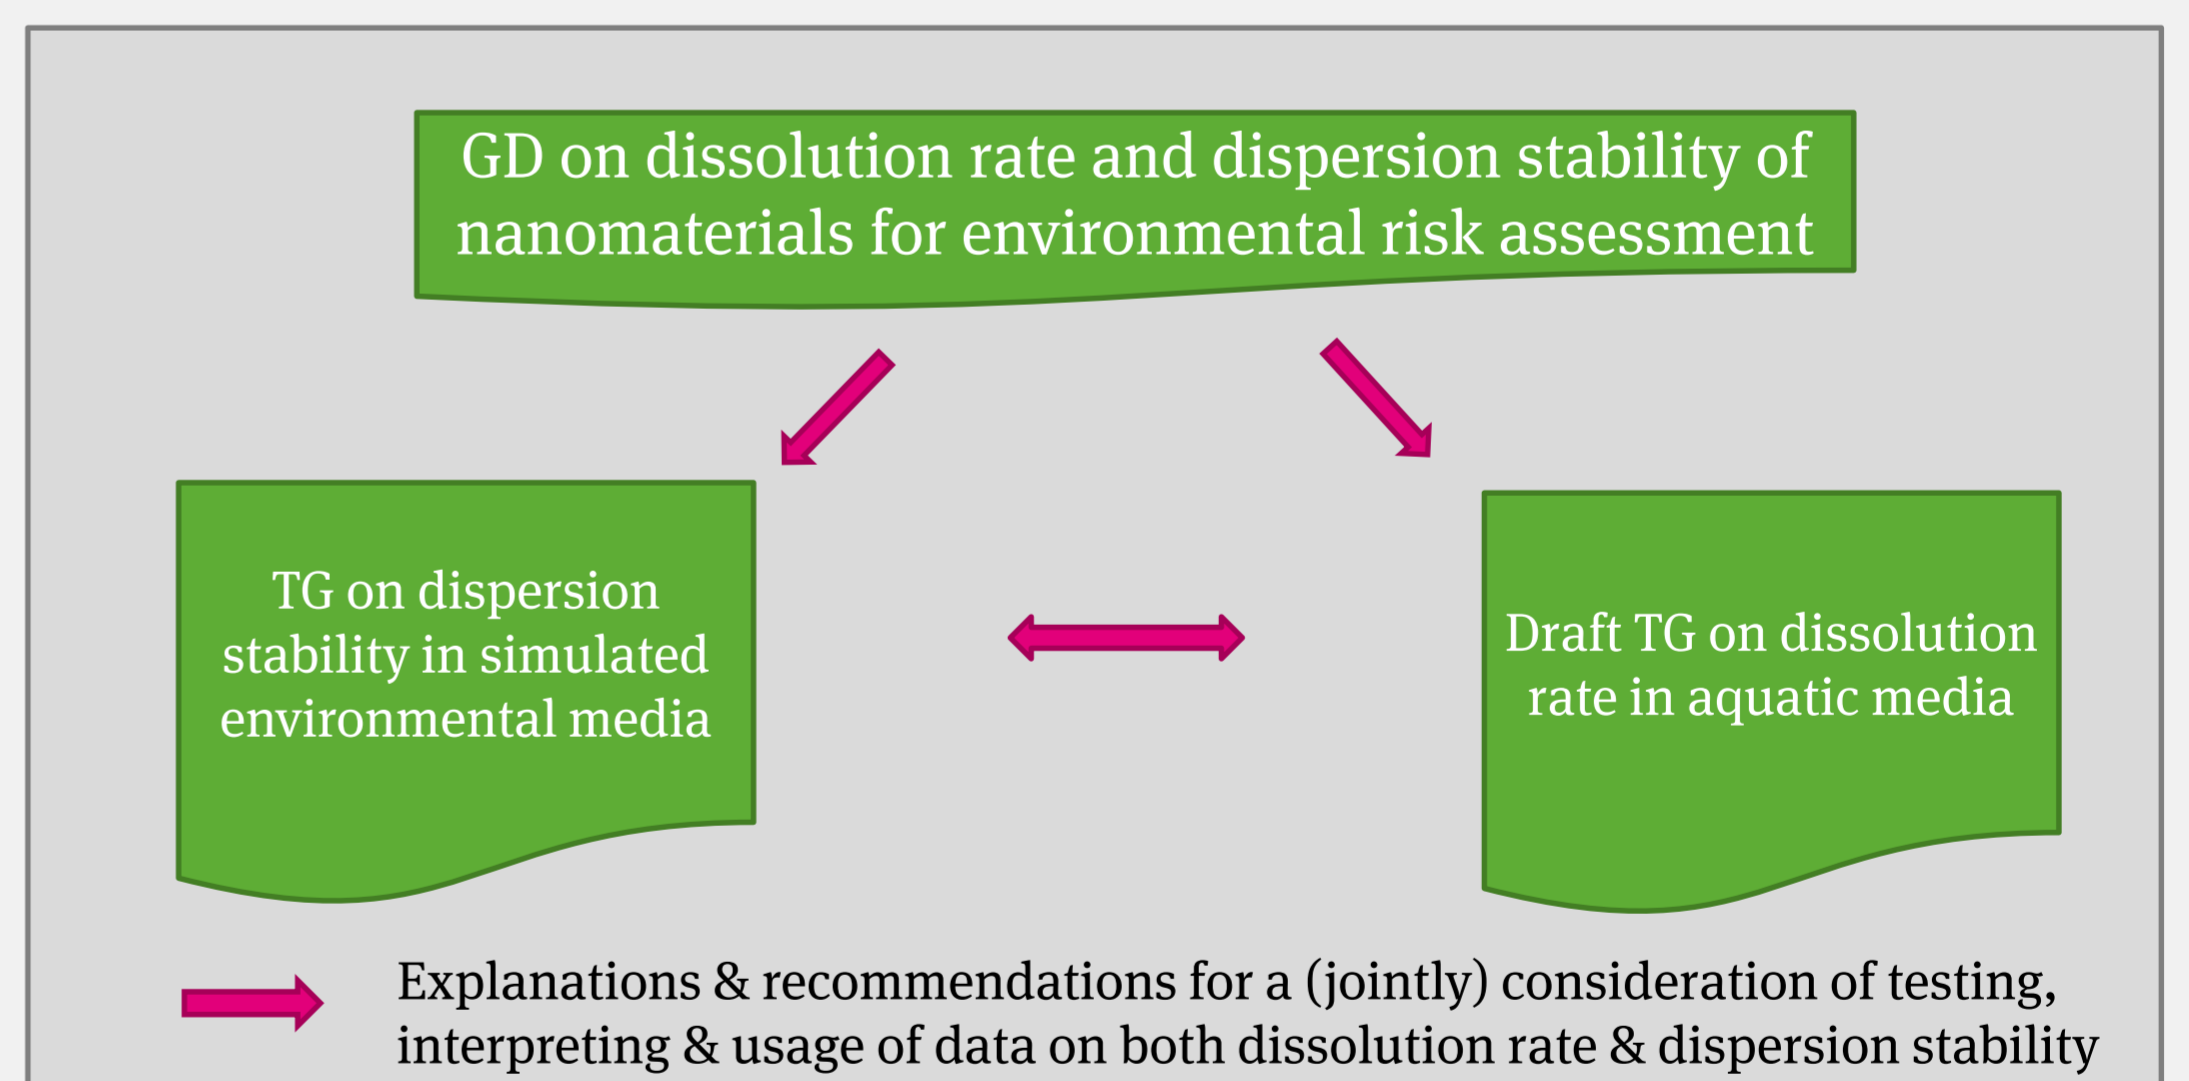 GD on dissolution rate and dispersion stability of
nanomaterials for environmental risk assessment
TG on dispersion
stability in simulated
environmental media
Draft TG on dissolution
rate in aquatic media
Explanations & recommendations for a (jointly) consideration of testing,
interpreting & usage of data on both dissolution rate & dispersion stability